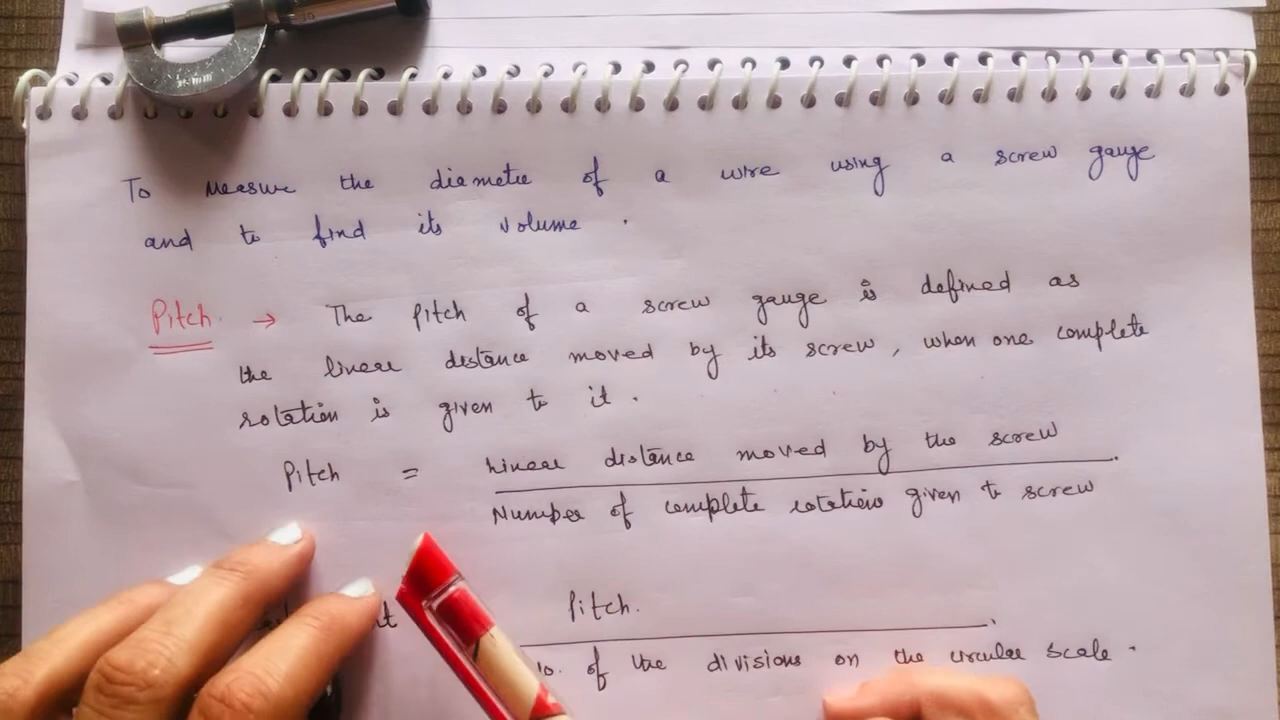 To measure the diameter of a wire using a screw gauge
and to find its volume.
Pitch. → The pitch of a screw gauge is defined as
the linear distance moved by its screw, when one complete
rotation is given to it.
Pitch = Linear distance moved by the screw
Number of complete rotation given to screw
Pitch.
of the divisions on the circular scale.